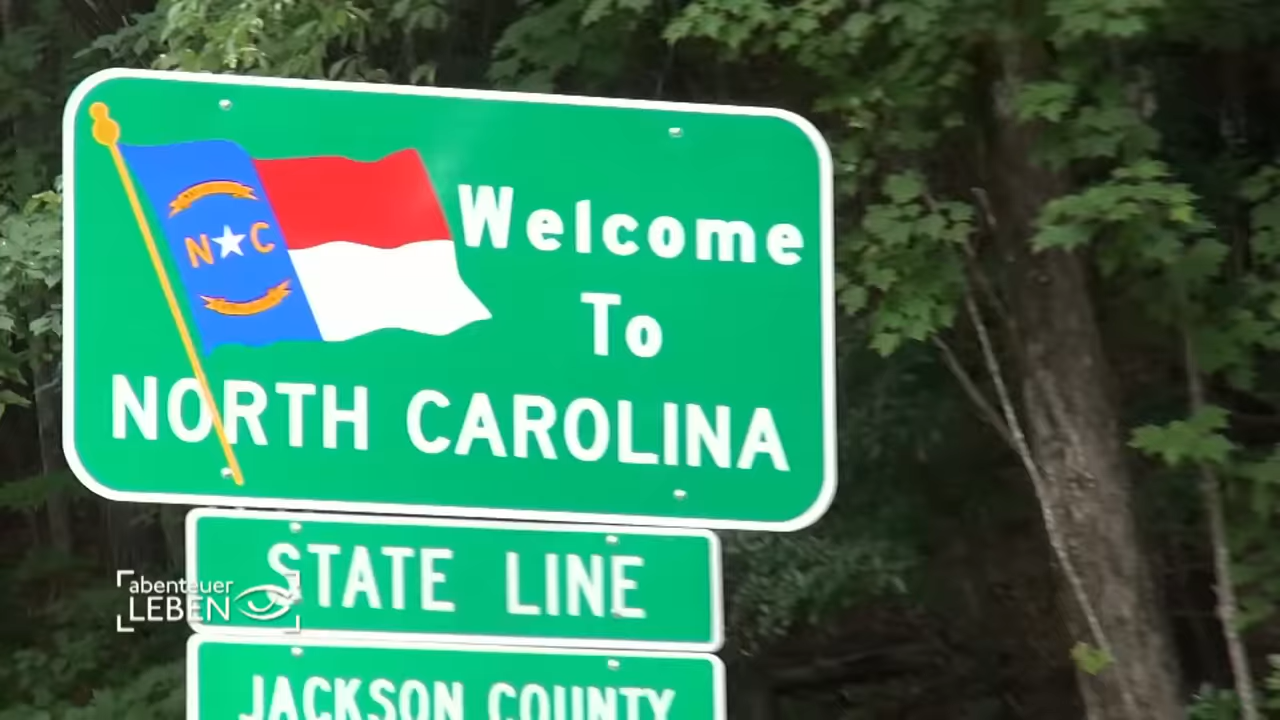 N C
Welcome
To
NORTH CAROLINA
STATE LINE
abenteuer
LEBEN
JACKSON COUNTY